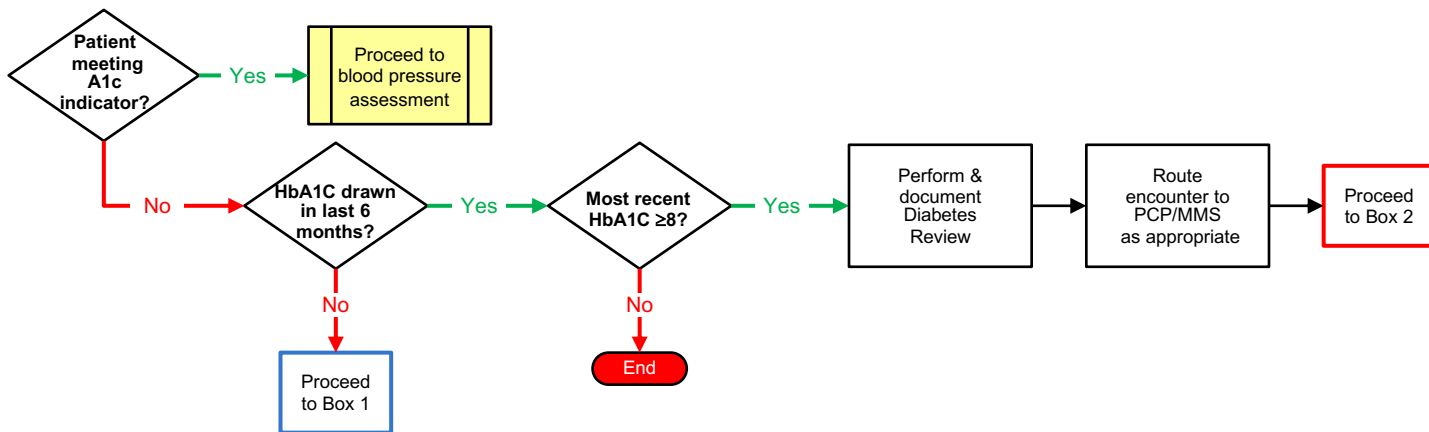 Patient
meeting
A1c
indicator?
Yes
Proceed to
blood pressure
assessment
No
HbA1C drawn
in last 6
months?
Yes
Most recent
HbA1C ≥8?
Yes
Perform &
document
Diabetes
Review
Route
encounter to
PCP/MMS
as appropriate
Proceed
to Box 2
No
Proceed
to Box 1
No
End